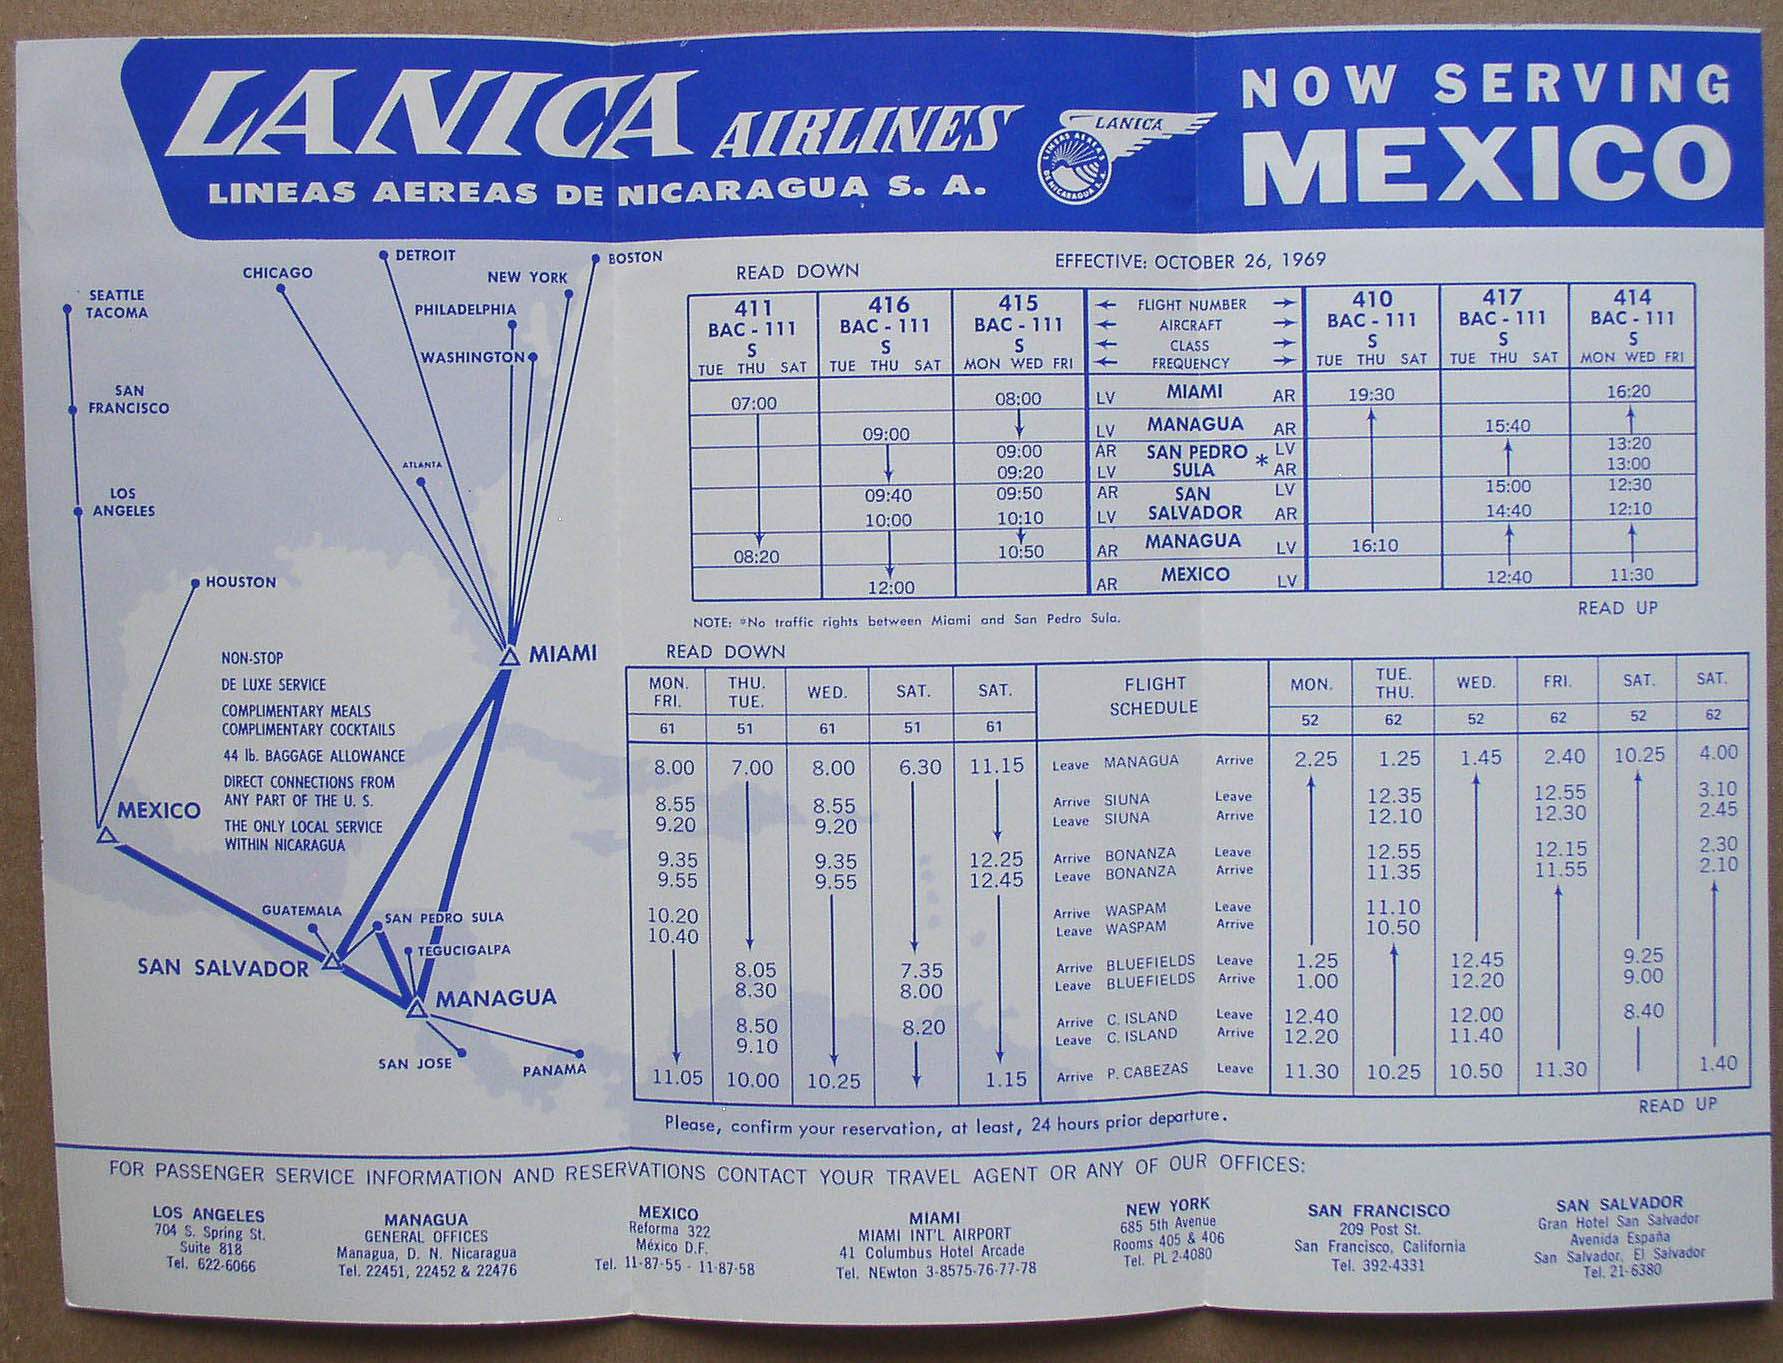 LANICA AIRLINES
LINEAS AEREAS DE NICARAGUA S. A.
LANICA
LINEAS AEREAS DE NICARAGUA S.A.
NOW SERVING
MEXICO
SEATTLE
TACOMA
SAN
FRANCISCO
LOS
ANGELES
HOUSTON
CHICAGO
DETROIT
NEW YORK
BOSTON
PHILADELPHIA
WASHINGTON
ATLANTA
MIAMI
NON-STOP
DE LUXE SERVICE
COMPLIMENTARY MEALS
COMPLIMENTARY COCKTAILS
44 lb. BAGGAGE ALLOWANCE
DIRECT CONNECTIONS FROM
ANY PART OF THE U. S.
THE ONLY LOCAL SERVICE
WITHIN NICARAGUA
MEXICO
GUATEMALA
SAN PEDRO SULA
TEGUCIGALPA
SAN SALVADOR
MANAGUA
SAN JOSE
PANAMA
READ DOWN
EFFECTIVE: OCTOBER 26, 1969
411 416 415 ← FLIGHT NUMBER → 410 417 414
BAC - 111 BAC - 111 BAC - 111 ← AIRCRAFT → BAC - 111 BAC - 111 BAC - 111
S S S ← CLASS → S S S
TUE THU SAT TUE THU SAT MON WED FRI ← FREQUENCY → TUE THU SAT TUE THU SAT MON WED FRI
07:00 08:00 LV MIAMI AR 19:30 16:20
09:00 LV MANAGUA AR 15:40
09:00 AR SAN PEDRO LV 13:20
09:20 LV SULA * AR 13:00
09:40 09:50 AR SAN LV 15:00 12:30
10:00 10:10 LV SALVADOR AR 14:40 12:10
08:20 10:50 AR MANAGUA LV 16:10
12:00 AR MEXICO LV 12:40 11:30
READ UP
NOTE: *No traffic rights between Miami and San Pedro Sula.
READ DOWN
MON. FRI. THU. TUE. WED. SAT. SAT. FLIGHT SCHEDULE MON. TUE. THU. WED. FRI. SAT. SAT.
61 51 61 51 61 52 62 52 62 52 62
8.00 7.00 8.00 6.30 11.15 Leave MANAGUA Arrive 2.25 1.25 1.45 2.40 10.25 4.00
8.55 8.55 Arrive SIUNA Leave 12.35 12.55 3.10
9.20 9.20 Leave SIUNA Arrive 12.10 12.30 2.45
9.35 9.35 12.25 Arrive BONANZA Leave 12.55 12.15 2.30
9.55 9.55 12.45 Leave BONANZA Arrive 11.35 11.55 2.10
10.20 Arrive WASPAM Leave 11.10
10.40 Leave WASPAM Arrive 10.50
8.05 7.35 Arrive BLUEFIELDS Leave 1.25 12.45 9.25
8.30 8.00 Leave BLUEFIELDS Arrive 1.00 12.20 9.00
8.50 8.20 Arrive C. ISLAND Leave 12.40 12.00 8.40
9.10 Leave C. ISLAND Arrive 12.20 11.40
11.05 10.00 10.25 1.15 Arrive P. CABEZAS Leave 11.30 10.25 10.50 11.30 1.40
READ UP
Please, confirm your reservation, at least, 24 hours prior departure.
FOR PASSENGER SERVICE INFORMATION AND RESERVATIONS CONTACT YOUR TRAVEL AGENT OR ANY OF OUR OFFICES:
LOS ANGELES
704 S. Spring St.
Suite 818
Tel. 622-6066
MANAGUA
GENERAL OFFICES
Managua, D. N. Nicaragua
Tel. 22451, 22452 & 22476
MEXICO
Reforma 322
México D.F.
Tel. 11-87-55 - 11-87-58
MIAMI
MIAMI INT'L AIRPORT
41 Columbus Hotel Arcade
Tel. NEwton 3-8575-76-77-78
NEW YORK
685 5th Avenue
Rooms 405 & 406
Tel. PL 2-4080
SAN FRANCISCO
209 Post St.
San Francisco, California
Tel. 392-4331
SAN SALVADOR
Gran Hotel San Salvador
Avenida España
San Salvador, El Salvador
Tel. 21-6380